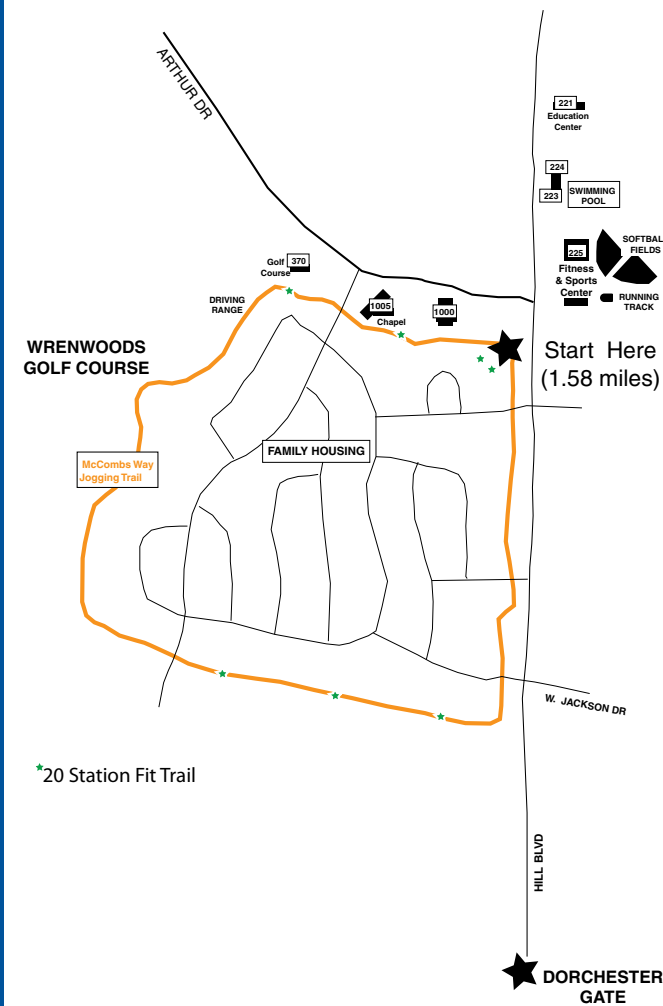 ARTHUR DR
221
Education
Center
224
223
SWIMMING
POOL
225
SOFTBAL
FIELDS
Fitness
& Sports
Center
RUNNING
TRACK
Golf
Course
370
DRIVING
RANGE
1005
Chapel
1000
WRENWOODS
GOLF COURSE
Start Here
(1.58 miles)
FAMILY HOUSING
McCombs Way
Jogging Trail
W. JACKSON DR
*20 Station Fit Trail
HILL BLVD
DORCHESTER
GATE